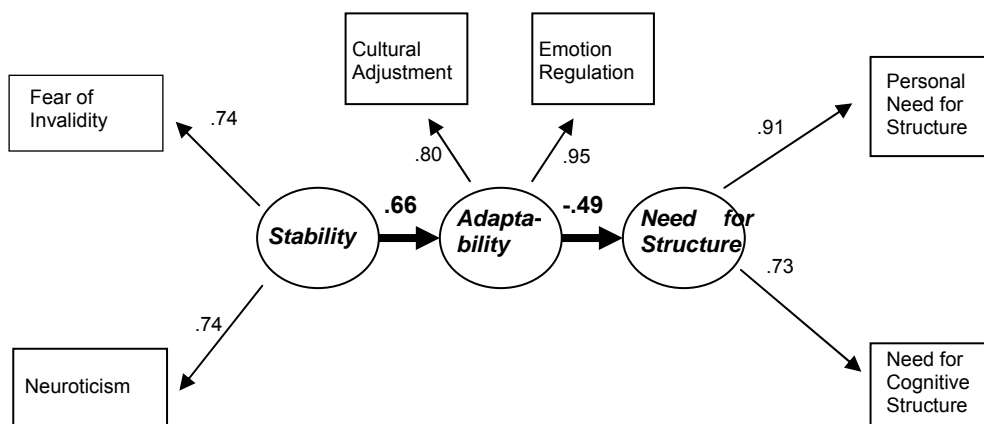 Cultural
Adjustment
Emotion
Regulation
Personal
Need for
Structure
Fear of
Invalidity
.74
.80
.95
.91
.66
-.49
Stability
Adapta-
bility
Need for
Structure
.74
.73
Neuroticism
Need for
Cognitive
Structure